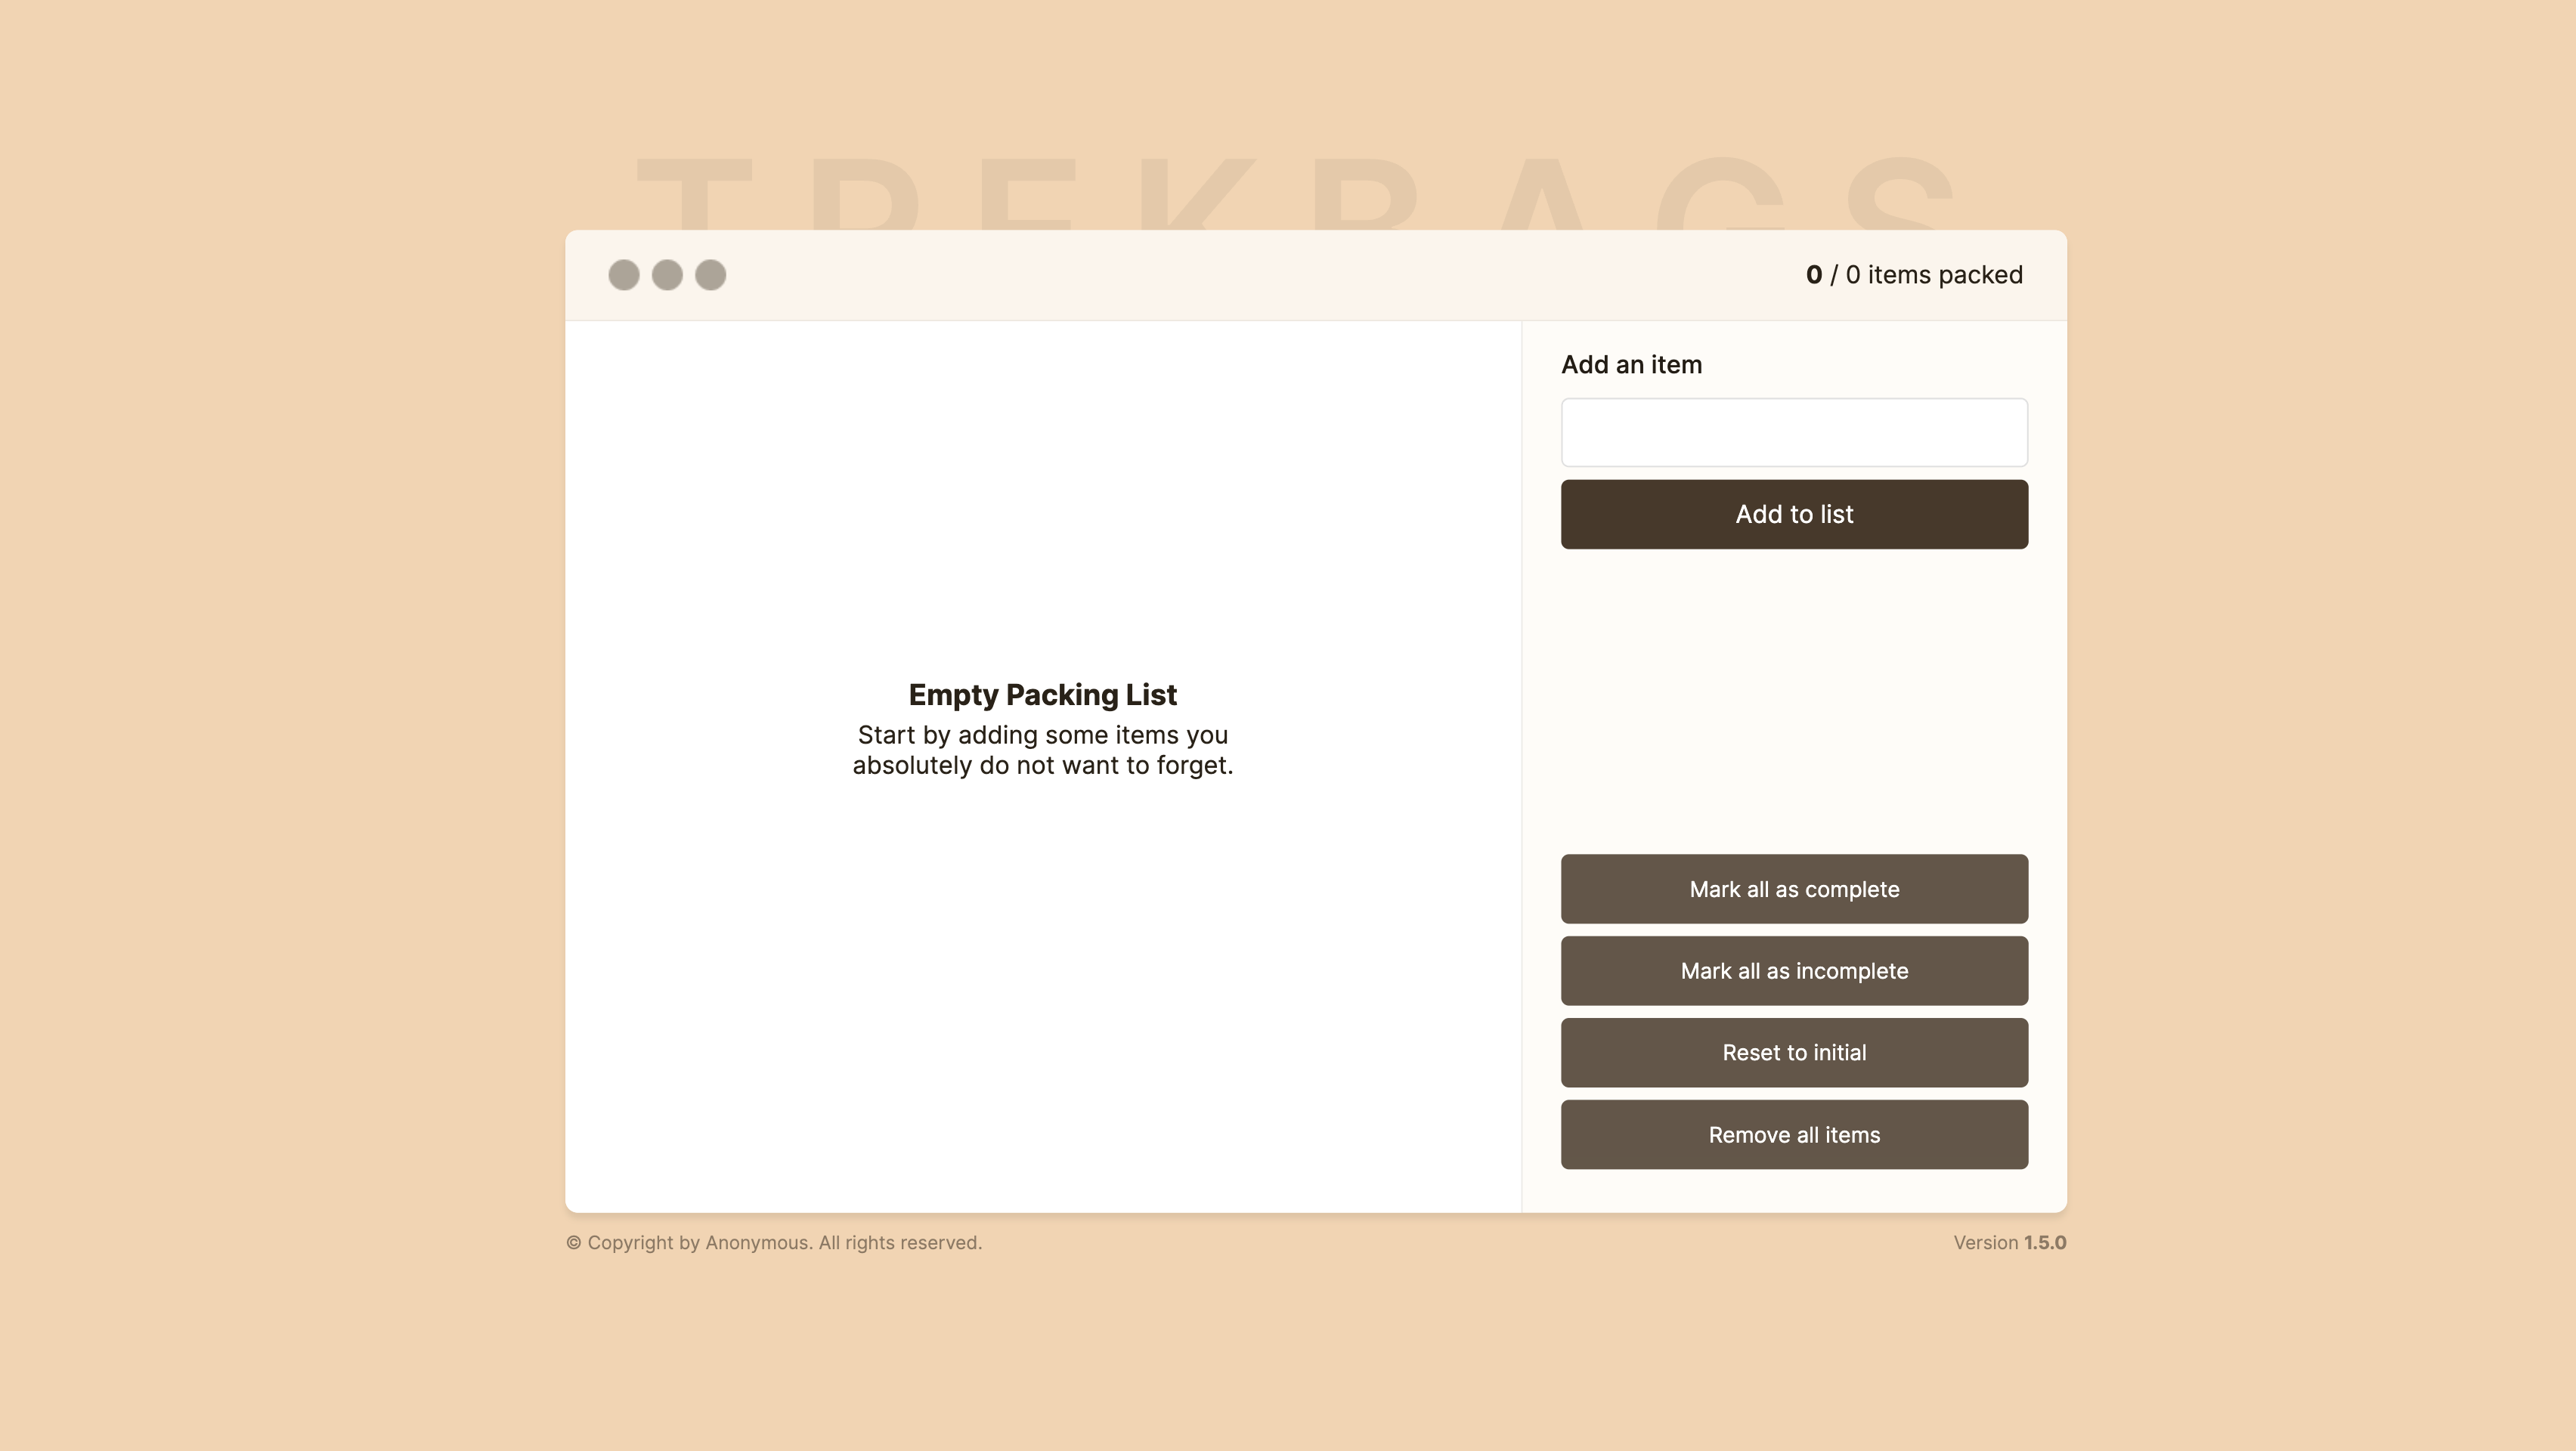 TREKBAGS
0 / 0 items packed
Add an item
Add to list
Empty Packing List
Start by adding some items you
absolutely do not want to forget.
Mark all as complete
Mark all as incomplete
Reset to initial
Remove all items
© Copyright by Anonymous. All rights reserved.
Version 1.5.0